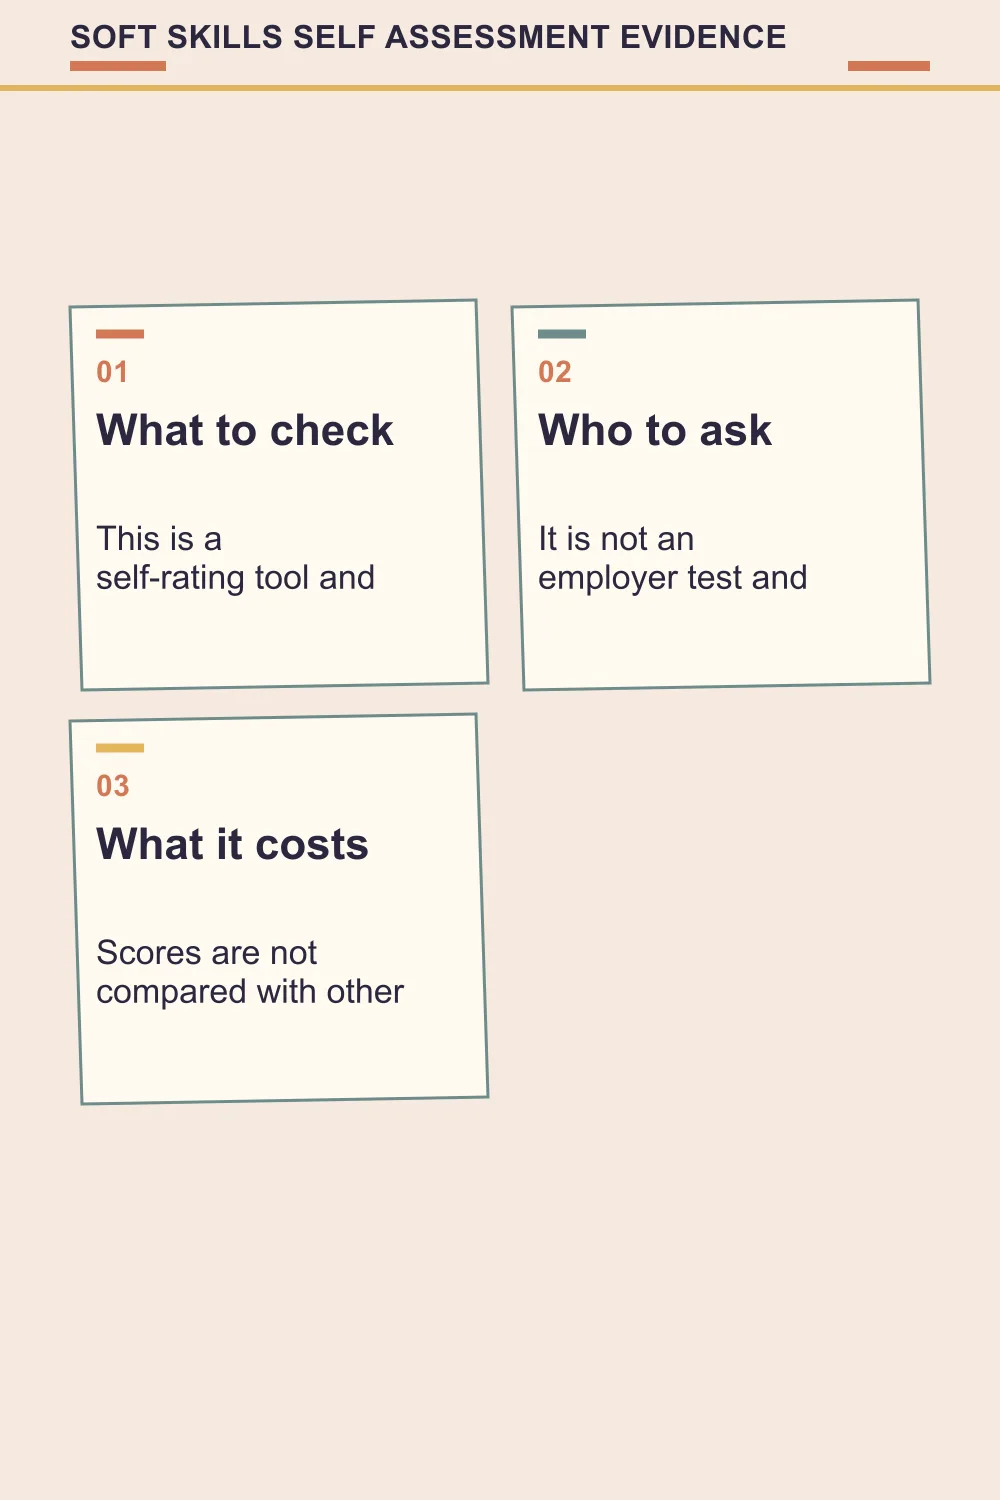 SOFT SKILLS SELF ASSESSMENT EVIDENCE
01
What to check
This is a
self-rating tool and
02
Who to ask
It is not an
employer test and
03
What it costs
Scores are not
compared with other